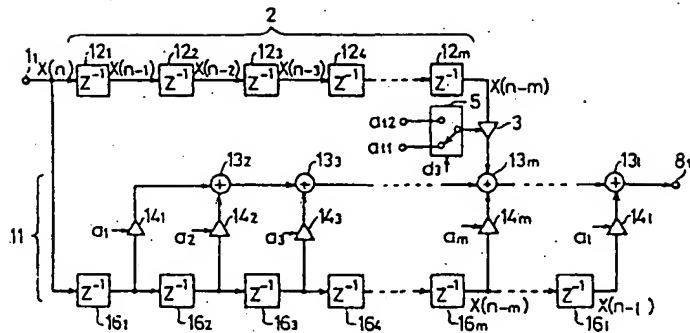 2
1₁ X(n) 12₁ X(n-1) 12₂ X(n-2) 12₃ X(n-3) 12₄ 12m
Z⁻¹ Z⁻¹ Z⁻¹ Z⁻¹ Z⁻¹
X(n-m)
5
a₁₂ 3
a₁₁
d₃
13₂ 13₃ 13m 13ₗ 8₁
11
14₁ 14₂ 14₃ 14m 14ₗ
a₁ a₂ a₃ aₘ aₗ
Z⁻¹ Z⁻¹ Z⁻¹ Z⁻¹ Z⁻¹ Z⁻¹
X(n-m) X(n-l)
16₁ 16₂ 16₃ 16₄ 16m 16ₗ